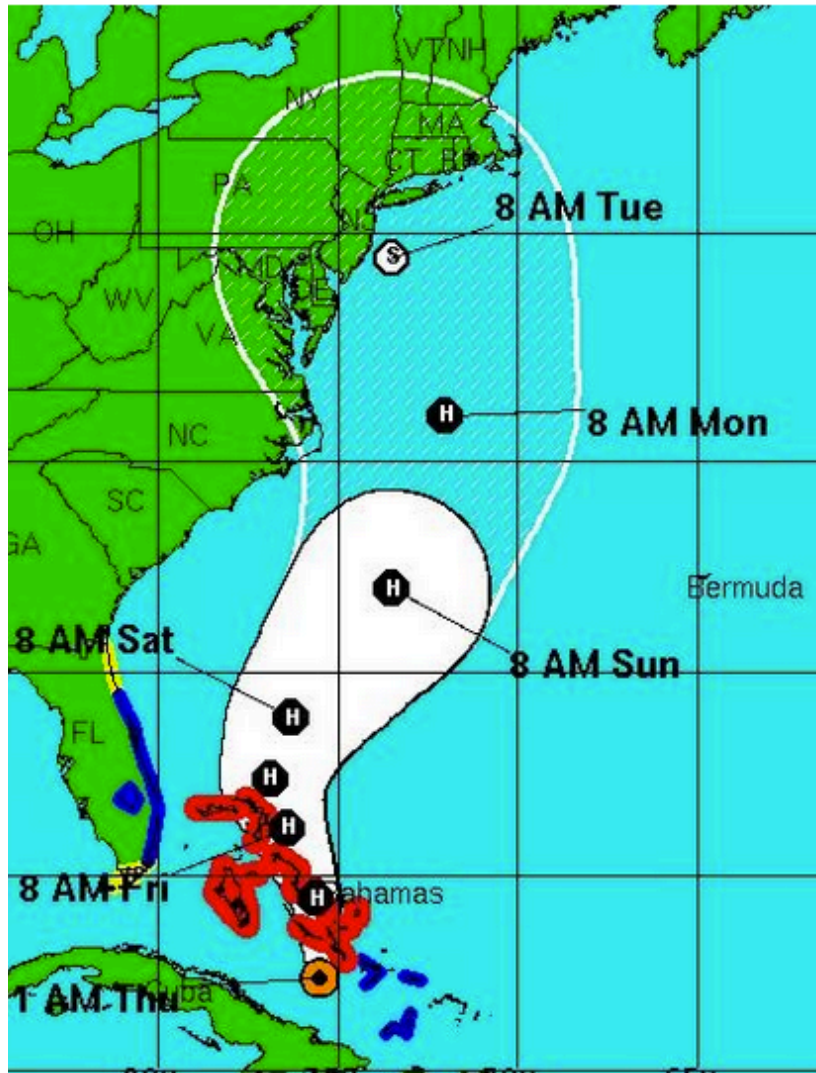 VT NH
NY
MA
CT RI
PA
NJ
8 AM Tue
OH
S
MD
DE
WV
VA
H
8 AM Mon
NC
SC
GA
H
Bermuda
8 AM Sat
8 AM Sun
H
FL
H
H
8 AM Fri
H
Bahamas
Cuba
1 AM Thu